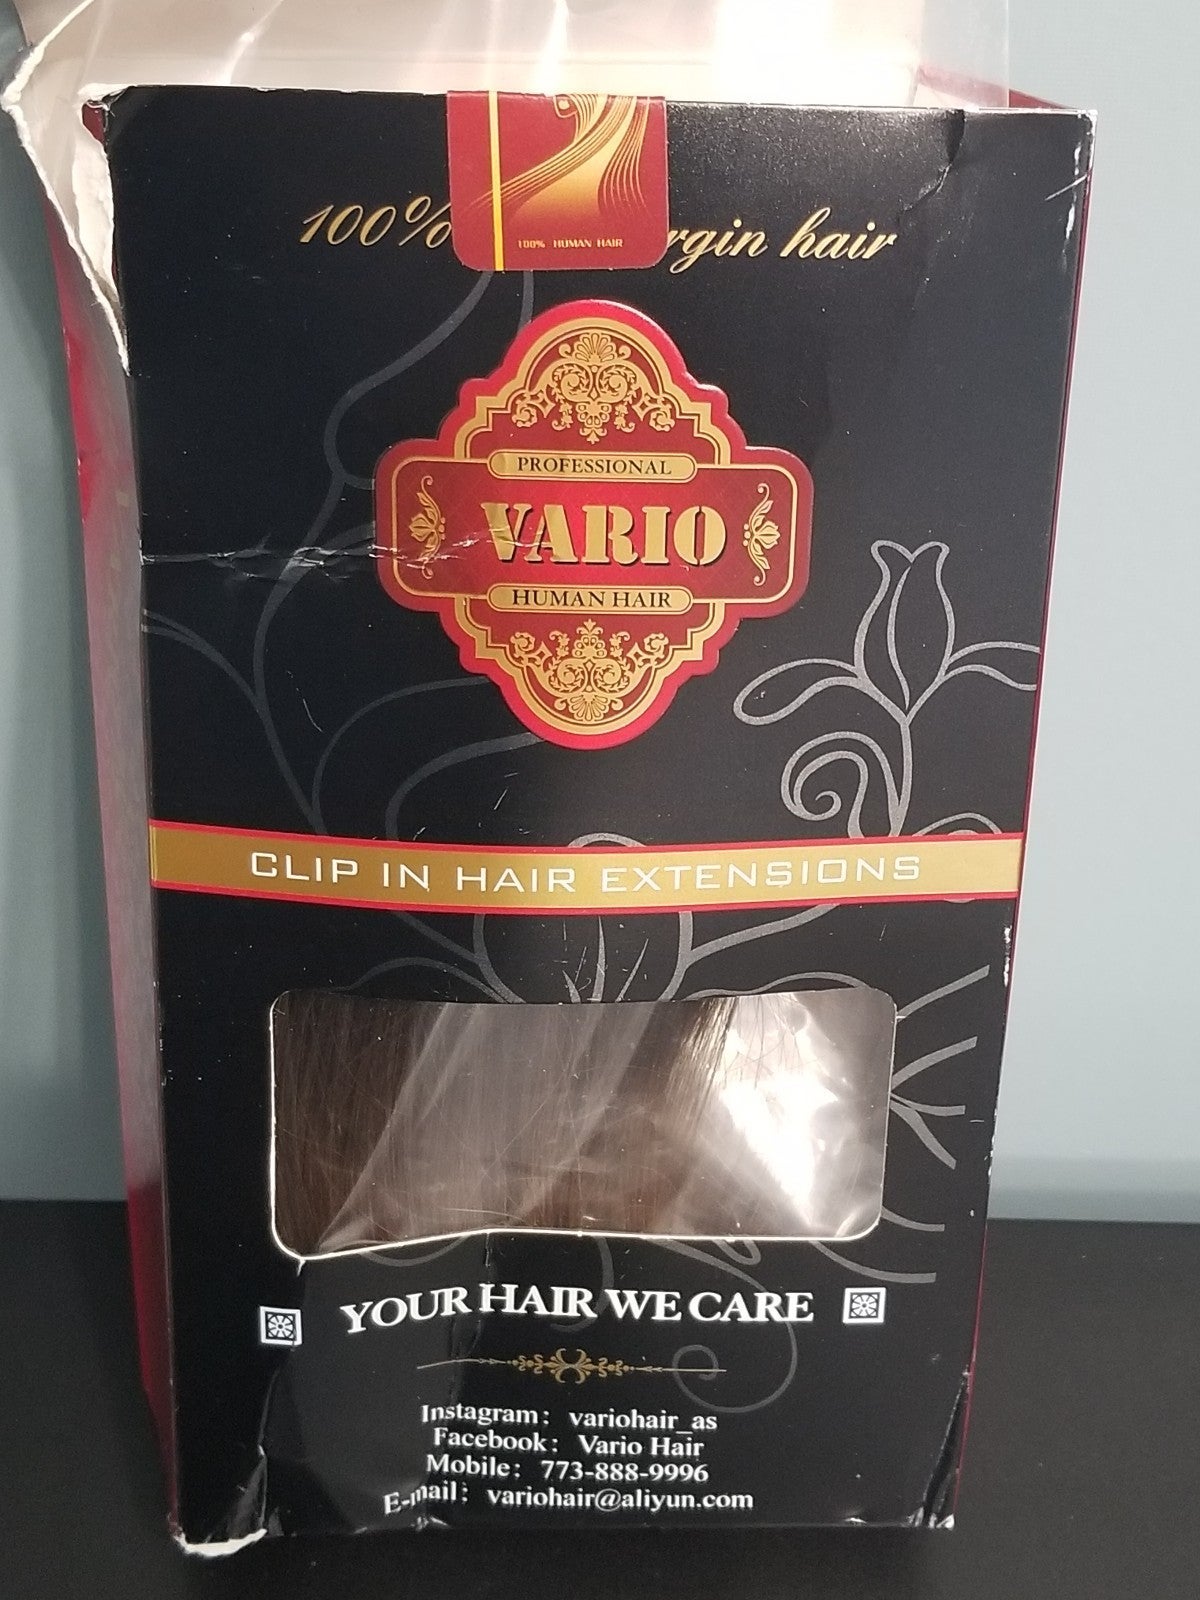 100% rgin hair
100% HUMAN HAIR
PROFESSIONAL
VARIO
HUMAN HAIR
CLIP IN HAIR EXTENSIONS
YOUR HAIR WE CARE
Instagram: variohair_as
Facebook: Vario Hair
Mobile: 773-888-9996
E-mail: variohair@aliyun.com